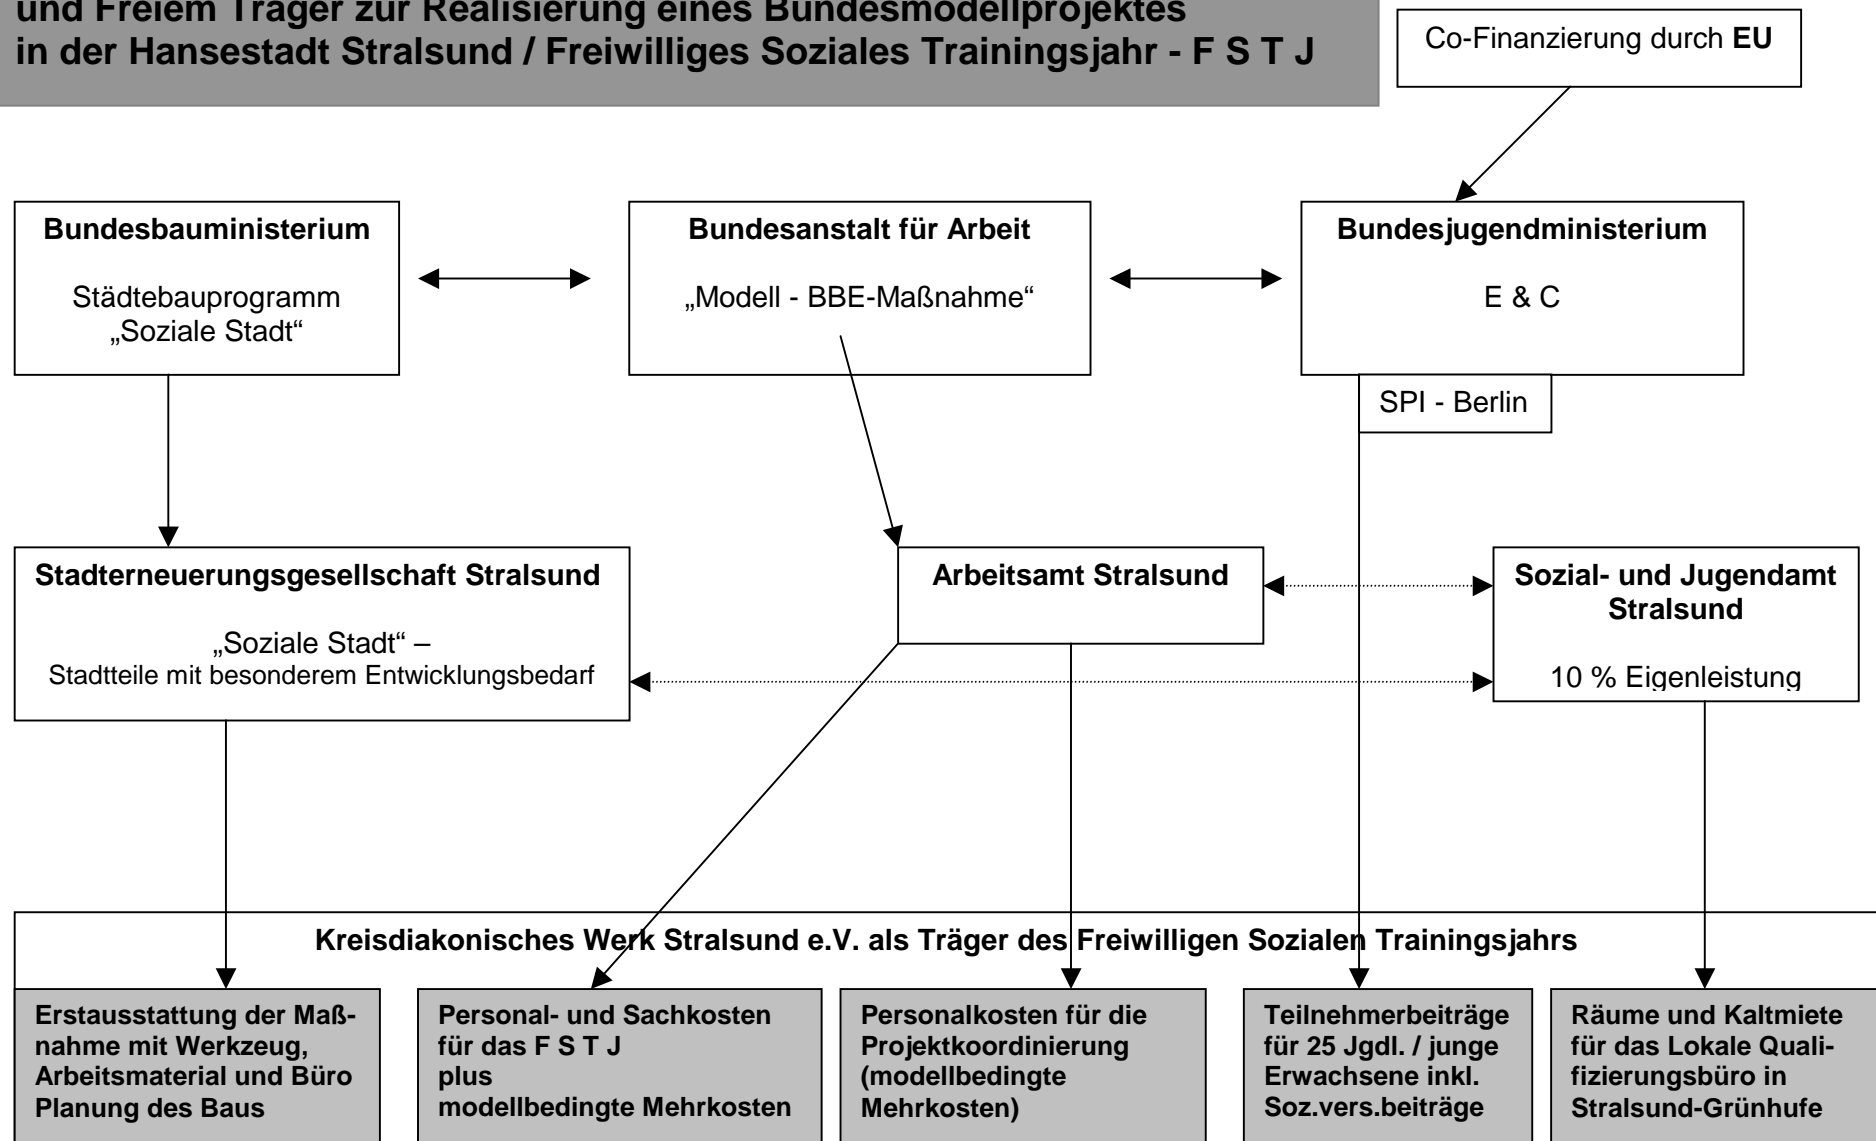 und Freiem Träger zur Realisierung eines Bundesmodellprojektes
in der Hansestadt Stralsund / Freiwilliges Soziales Trainingsjahr - F S T J
Co-Finanzierung durch EU
Bundesbauministerium
Städtebauprogramm
„Soziale Stadt“
Bundesanstalt für Arbeit
„Modell - BBE-Maßnahme“
Bundesjugendministerium
E & C
SPI - Berlin
Stadterneuerungsgesellschaft Stralsund
„Soziale Stadt“ –
Stadtteile mit besonderem Entwicklungsbedarf
Arbeitsamt Stralsund
Sozial- und Jugendamt
Stralsund
10 % Eigenleistung
Kreisdiakonisches Werk Stralsund e.V. als Träger des Freiwilligen Sozialen Trainingsjahrs
Erstausstattung der Maß-
nahme mit Werkzeug,
Arbeitsmaterial und Büro
Planung des Baus
Personal- und Sachkosten
für das F S T J
plus
modellbedingte Mehrkosten
Personalkosten für die
Projektkoordinierung
(modellbedingte
Mehrkosten)
Teilnehmerbeiträge
für 25 Jgdl. / junge
Erwachsene inkl.
Soz.vers.beiträge
Räume und Kaltmiete
für das Lokale Quali-
fizierungsbüro in
Stralsund-Grünhufe